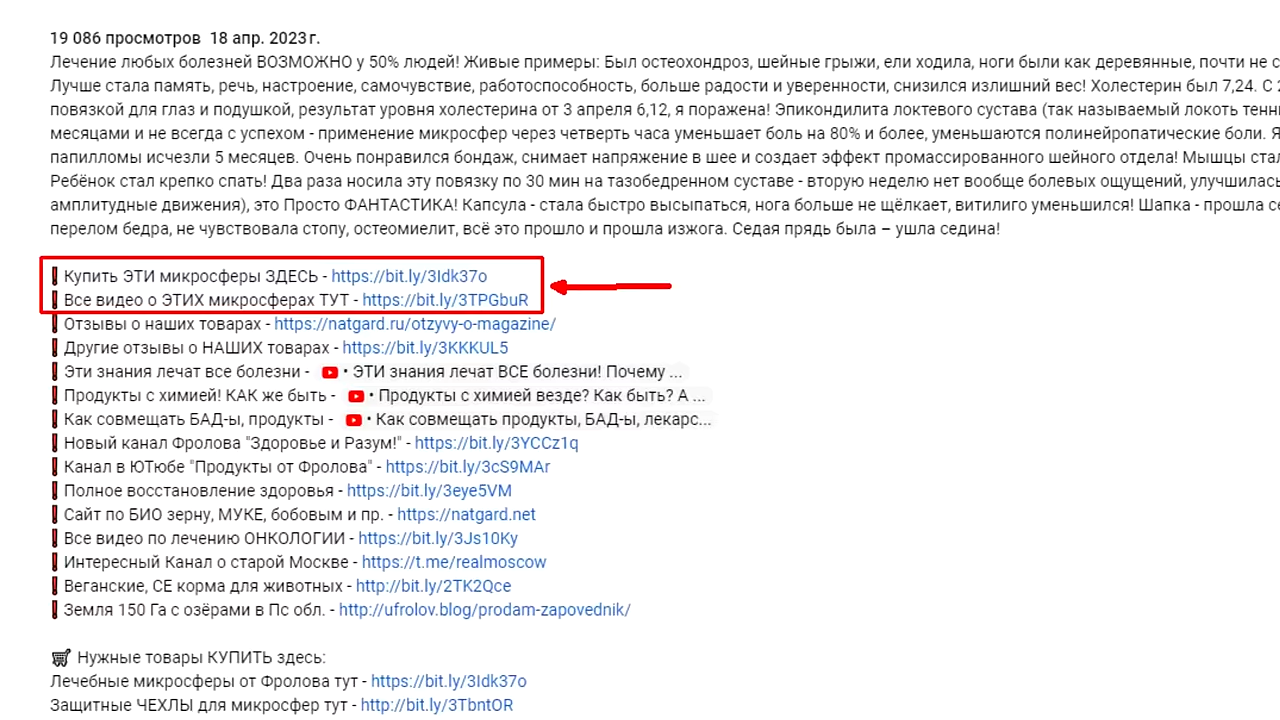 19 086 просмотров 18 апр. 2023 г.
Лечение любых болезней ВОЗМОЖНО у 50% людей! Живые примеры: Был остеохондроз, шейные грыжи, ели ходила, ноги были как деревянные, почти не с
Лучше стала память, речь, настроение, самочувствие, работоспособность, больше радости и уверенности, снизился излишний вес! Холестерин был 7,24. С 2
повязкой для глаз и подушкой, результат уровня холестерина от 3 апреля 6,12, я поражена! Эпикондилита локтевого сустава (так называемый локоть тенни
месяцами и не всегда с успехом - применение микросфер через четверть часа уменьшает боль на 80% и более, уменьшаются полинейропатические боли. Я
папилломы исчезли 5 месяцев. Очень понравился бондаж, снимает напряжение в шее и создает эффект промассированного шейного отдела! Мышцы стал
Ребёнок стал крепко спать! Два раза носила эту повязку по 30 мин на тазобедренном суставе - вторую неделю нет вообще болевых ощущений, улучшилась
амплитудные движения), это Просто ФАНТАСТИКА! Капсула - стала быстро высыпаться, нога больше не щёлкает, витилиго уменьшился! Шапка - прошла се
перелом бедра, не чувствовала стопу, остеомиелит, всё это прошло и прошла изжога. Седая прядь была – ушла седина!
❗Купить ЭТИ микросферы ЗДЕСЬ - https://bit.ly/3Idk37o
❗Все видео о ЭТИХ микросферах ТУТ - https://bit.ly/3TPGbuR
❗Отзывы о наших товарах - https://natgard.ru/otzyvy-o-magazine/
❗Другие отзывы о НАШИХ товарах - https://bit.ly/3KKKUL5
❗Эти знания лечат все болезни - • ЭТИ знания лечат ВСЕ болезни! Почему ...
❗Продукты с химией! КАК же быть - • Продукты с химией везде? Как быть? А ...
❗Как совмещать БАД-ы, продукты - • Как совмещать продукты, БАД-ы, лекарс...
❗Новый канал Фролова "Здоровье и Разум!" - https://bit.ly/3YCCz1q
❗Канал в ЮТюбе "Продукты от Фролова" - https://bit.ly/3cS9MAr
❗Полное восстановление здоровья - https://bit.ly/3eye5VM
❗Сайт по БИО зерну, МУКЕ, бобовым и пр. - https://natgard.net
❗Все видео по лечению ОНКОЛОГИИ - https://bit.ly/3Js10Ky
❗Интересный Канал о старой Москве - https://t.me/realmoscow
❗Веганские, СЕ корма для животных - http://bit.ly/2TK2Qce
❗Земля 150 Га с озёрами в Пс обл. - http://ufrolov.blog/prodam-zapovednik/
🛒 Нужные товары КУПИТЬ здесь:
Лечебные микросферы от Фролова тут - https://bit.ly/3Idk37o
Защитные ЧЕХЛЫ для микросфер тут - http://bit.ly/3TbntOR